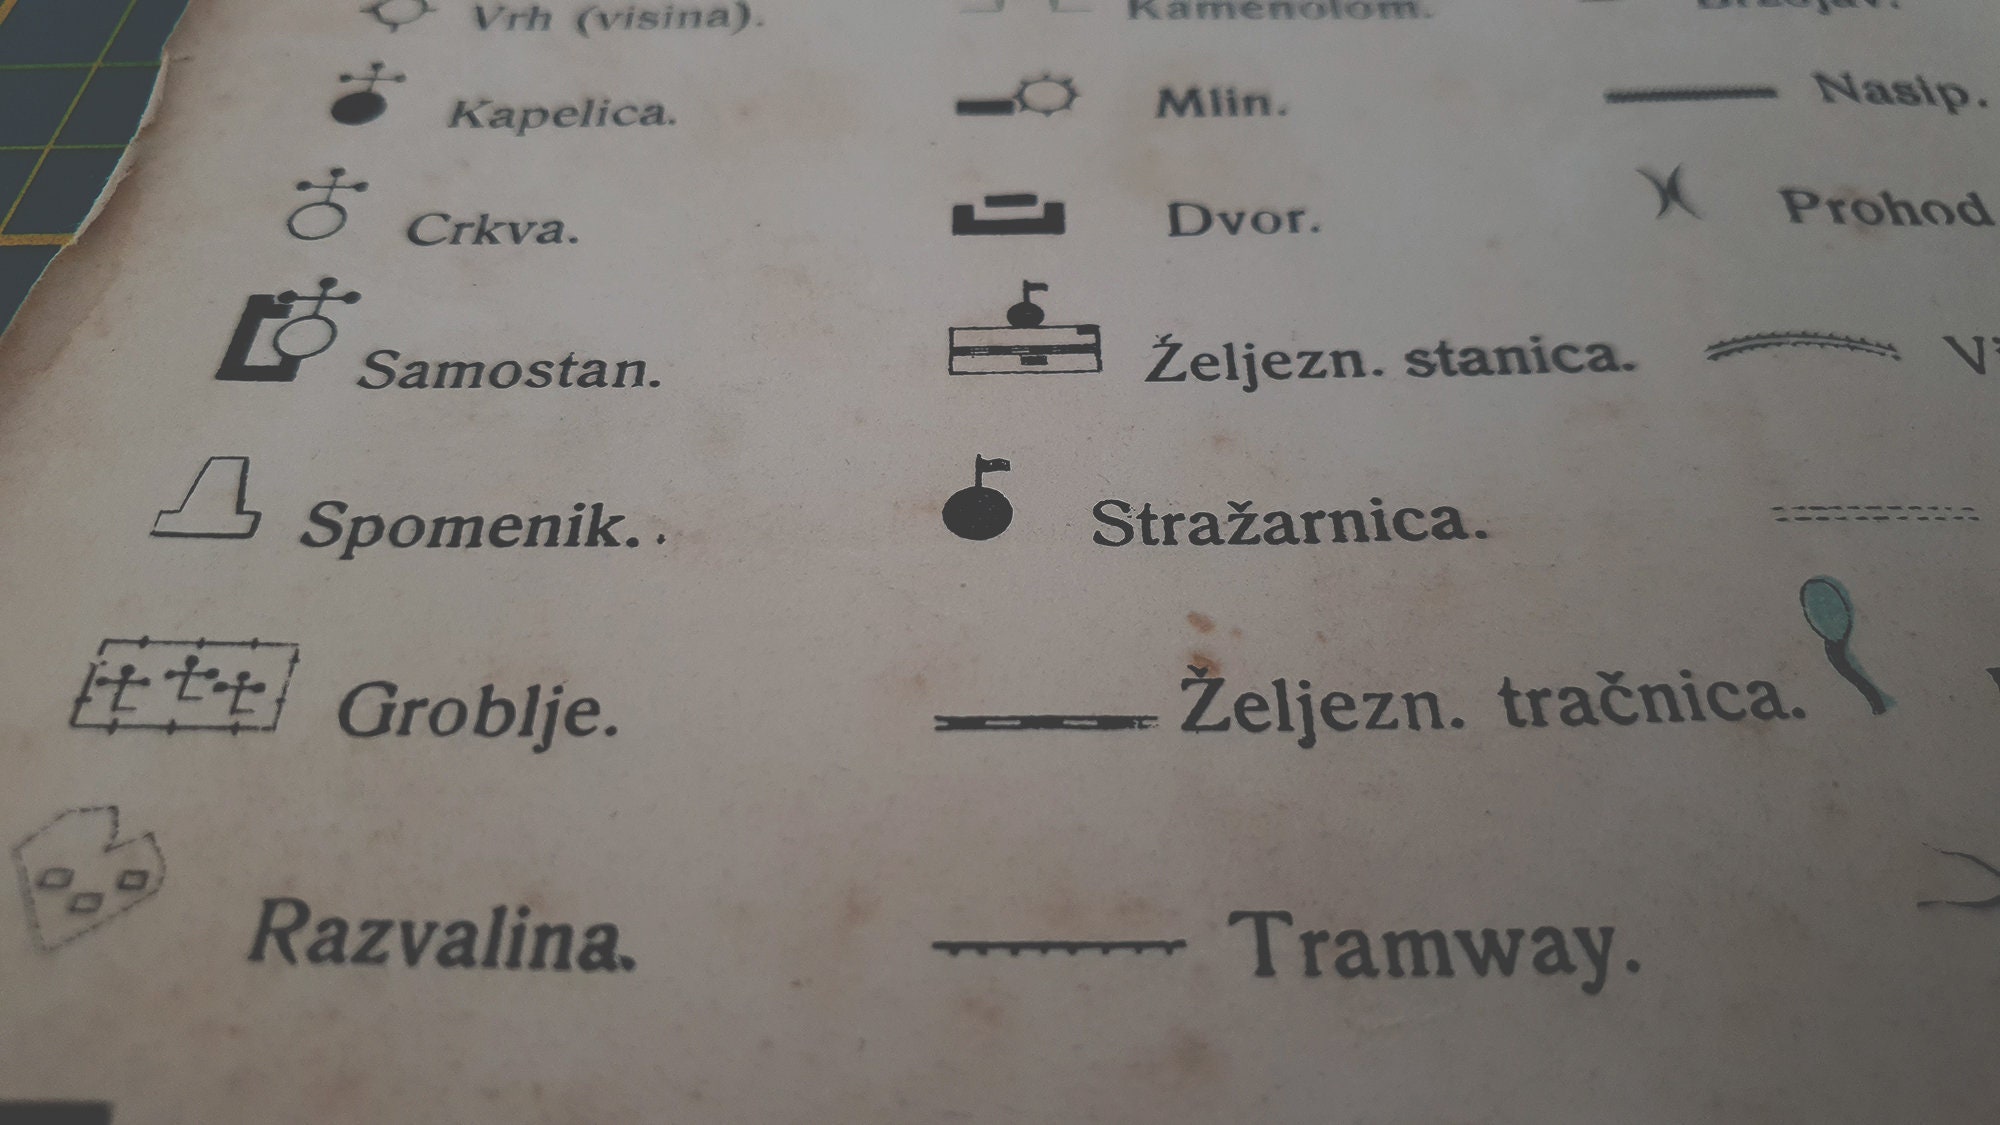 Vrh (visina).
Kamenolom.
Kapelica.
Mlin.
Nasip.
Crkva.
Dvor.
Prohod
Samostan.
Željezn. stanica.
Spomenik.
Stražarnica.
Groblje.
Željezn. tračnica.
Razvalina.
Tramway.